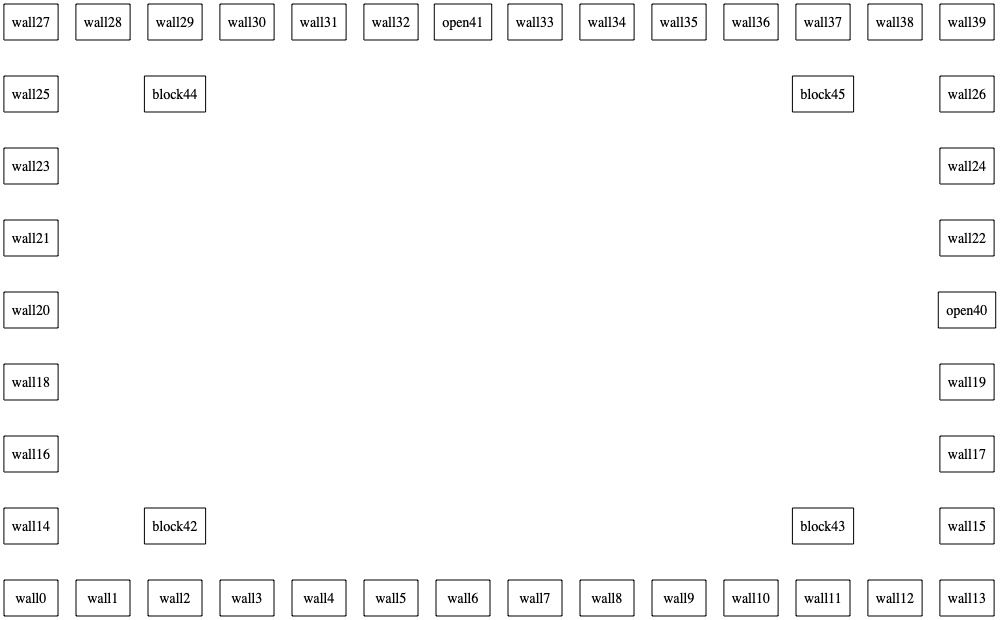 wall27 wall28 wall29 wall30 wall31 wall32 open41 wall33 wall34 wall35 wall36 wall37 wall38 wall39
wall25 block44 block45 wall26
wall23 wall24
wall21 wall22
wall20 open40
wall18 wall19
wall16 wall17
wall14 block42 block43 wall15
wall0 wall1 wall2 wall3 wall4 wall5 wall6 wall7 wall8 wall9 wall10 wall11 wall12 wall13